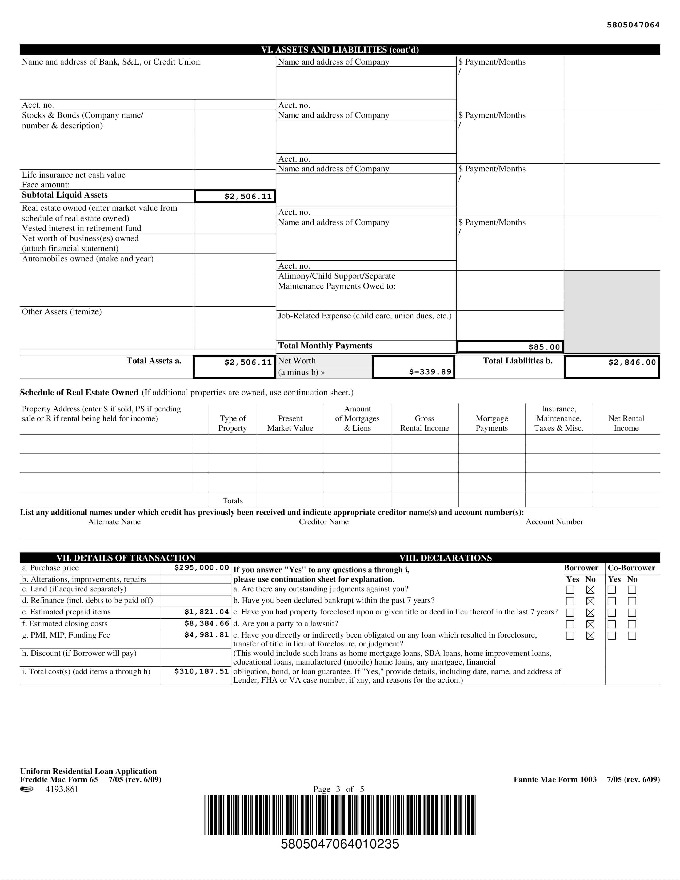 5805047064
VI. ASSETS AND LIABILITIES (cont'd)
Name and address of Bank, S&L, or Credit Union
Name and address of Company
$ Payment/Months
/
Acct. no.
Acct. no.
Stocks & Bonds (Company name/
number & description)
Name and address of Company
$ Payment/Months
/
Acct. no.
Name and address of Company
$ Payment/Months
/
Life insurance net cash value
Face amount:
Subtotal Liquid Assets
$2,506.11
Real estate owned (enter market value from
schedule of real estate owned)
Acct. no.
Name and address of Company
$ Payment/Months
/
Vested interest in retirement fund
Net worth of business(es) owned
(attach financial statement)
Automobiles owned (make and year)
Acct. no.
Alimony/Child Support/Separate
Maintenance Payments Owed to:
Other Assets (itemize)
Job-Related Expense (child care, union dues, etc.)
Total Monthly Payments
$85.00
Total Assets a.
$2,506.11
Net Worth
(a minus b) »
$-339.89
Total Liabilities b.
$2,846.00
Schedule of Real Estate Owned (If additional properties are owned, use continuation sheet.)
Property Address (enter S if sold, PS if pending
sale or R if rental being held for income)
Type of
Property
Present
Market Value
Amount
of Mortgages
& Liens
Gross
Rental Income
Mortgage
Payments
Insurance,
Maintenance,
Taxes & Misc.
Net Rental
Income
Totals
List any additional names under which credit has previously been received and indicate appropriate creditor name(s) and account number(s):
Alternate Name Creditor Name Account Number
VII. DETAILS OF TRANSACTION
VIII. DECLARATIONS
a. Purchase price $295,000.00
b. Alterations, improvements, repairs
c. Land (if acquired separately)
d. Refinance (incl. debts to be paid off)
e. Estimated prepaid items $1,821.04
f. Estimated closing costs $8,384.66
g. PMI, MIP, Funding Fee $4,981.81
h. Discount (if Borrower will pay)
i. Total cost(s) (add items a through h) $310,187.51
If you answer "Yes" to any questions a through i,
please use continuation sheet for explanation.
Borrower Co-Borrower
Yes No Yes No
a. Are there any outstanding judgments against you?
b. Have you been declared bankrupt within the past 7 years?
c. Have you had property foreclosed upon or given title or deed in lieu thereof in the last 7 years?
d. Are you a party to a lawsuit?
e. Have you directly or indirectly been obligated on any loan which resulted in foreclosure,
transfer of title in lieu of foreclosure, or judgment?
(This would include such loans as home mortgage loans, SBA loans, home improvement loans,
educational loans, manufactured (mobile) home loans, any mortgage, financial
obligation, bond, or loan guarantee. If "Yes," provide details, including date, name, and address of
Lender, FHA or VA case number, if any, and reasons for the action.)
Uniform Residential Loan Application
Freddie Mac Form 65 7/05 (rev. 6/09)
Fannie Mae Form 1003 7/05 (rev. 6/09)
4193.861
Page 3 of 5
5805047064010235